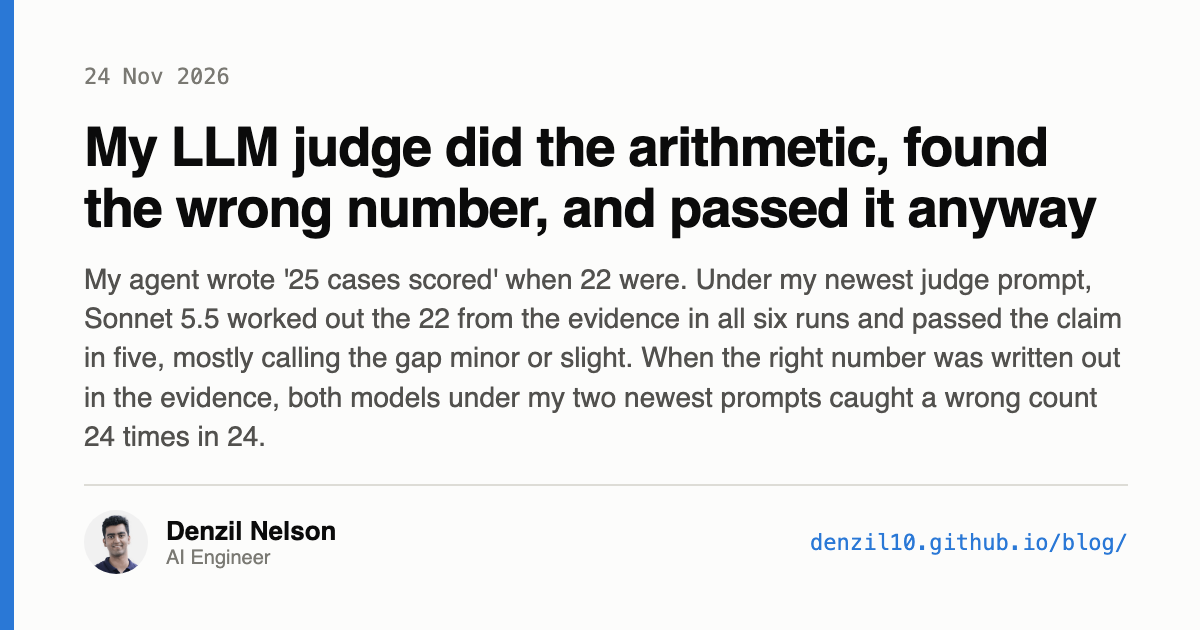 24 Nov 2026
My LLM judge did the arithmetic, found
the wrong number, and passed it anyway
My agent wrote '25 cases scored' when 22 were. Under my newest judge prompt,
Sonnet 5.5 worked out the 22 from the evidence in all six runs and passed the claim
in five, mostly calling the gap minor or slight. When the right number was written out
in the evidence, both models under my two newest prompts caught a wrong count
24 times in 24.
Denzil Nelson
AI Engineer
denzil10.github.io/blog/